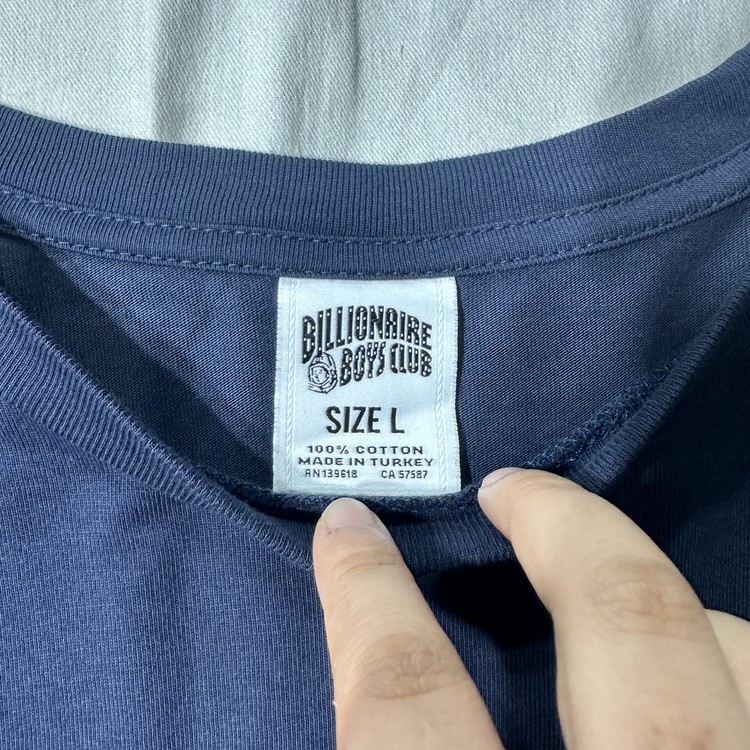 BILLIONAIRE
BOYS CLUB
SIZE L
100% COTTON
MADE IN TURKEY
RN139618 CA 57587